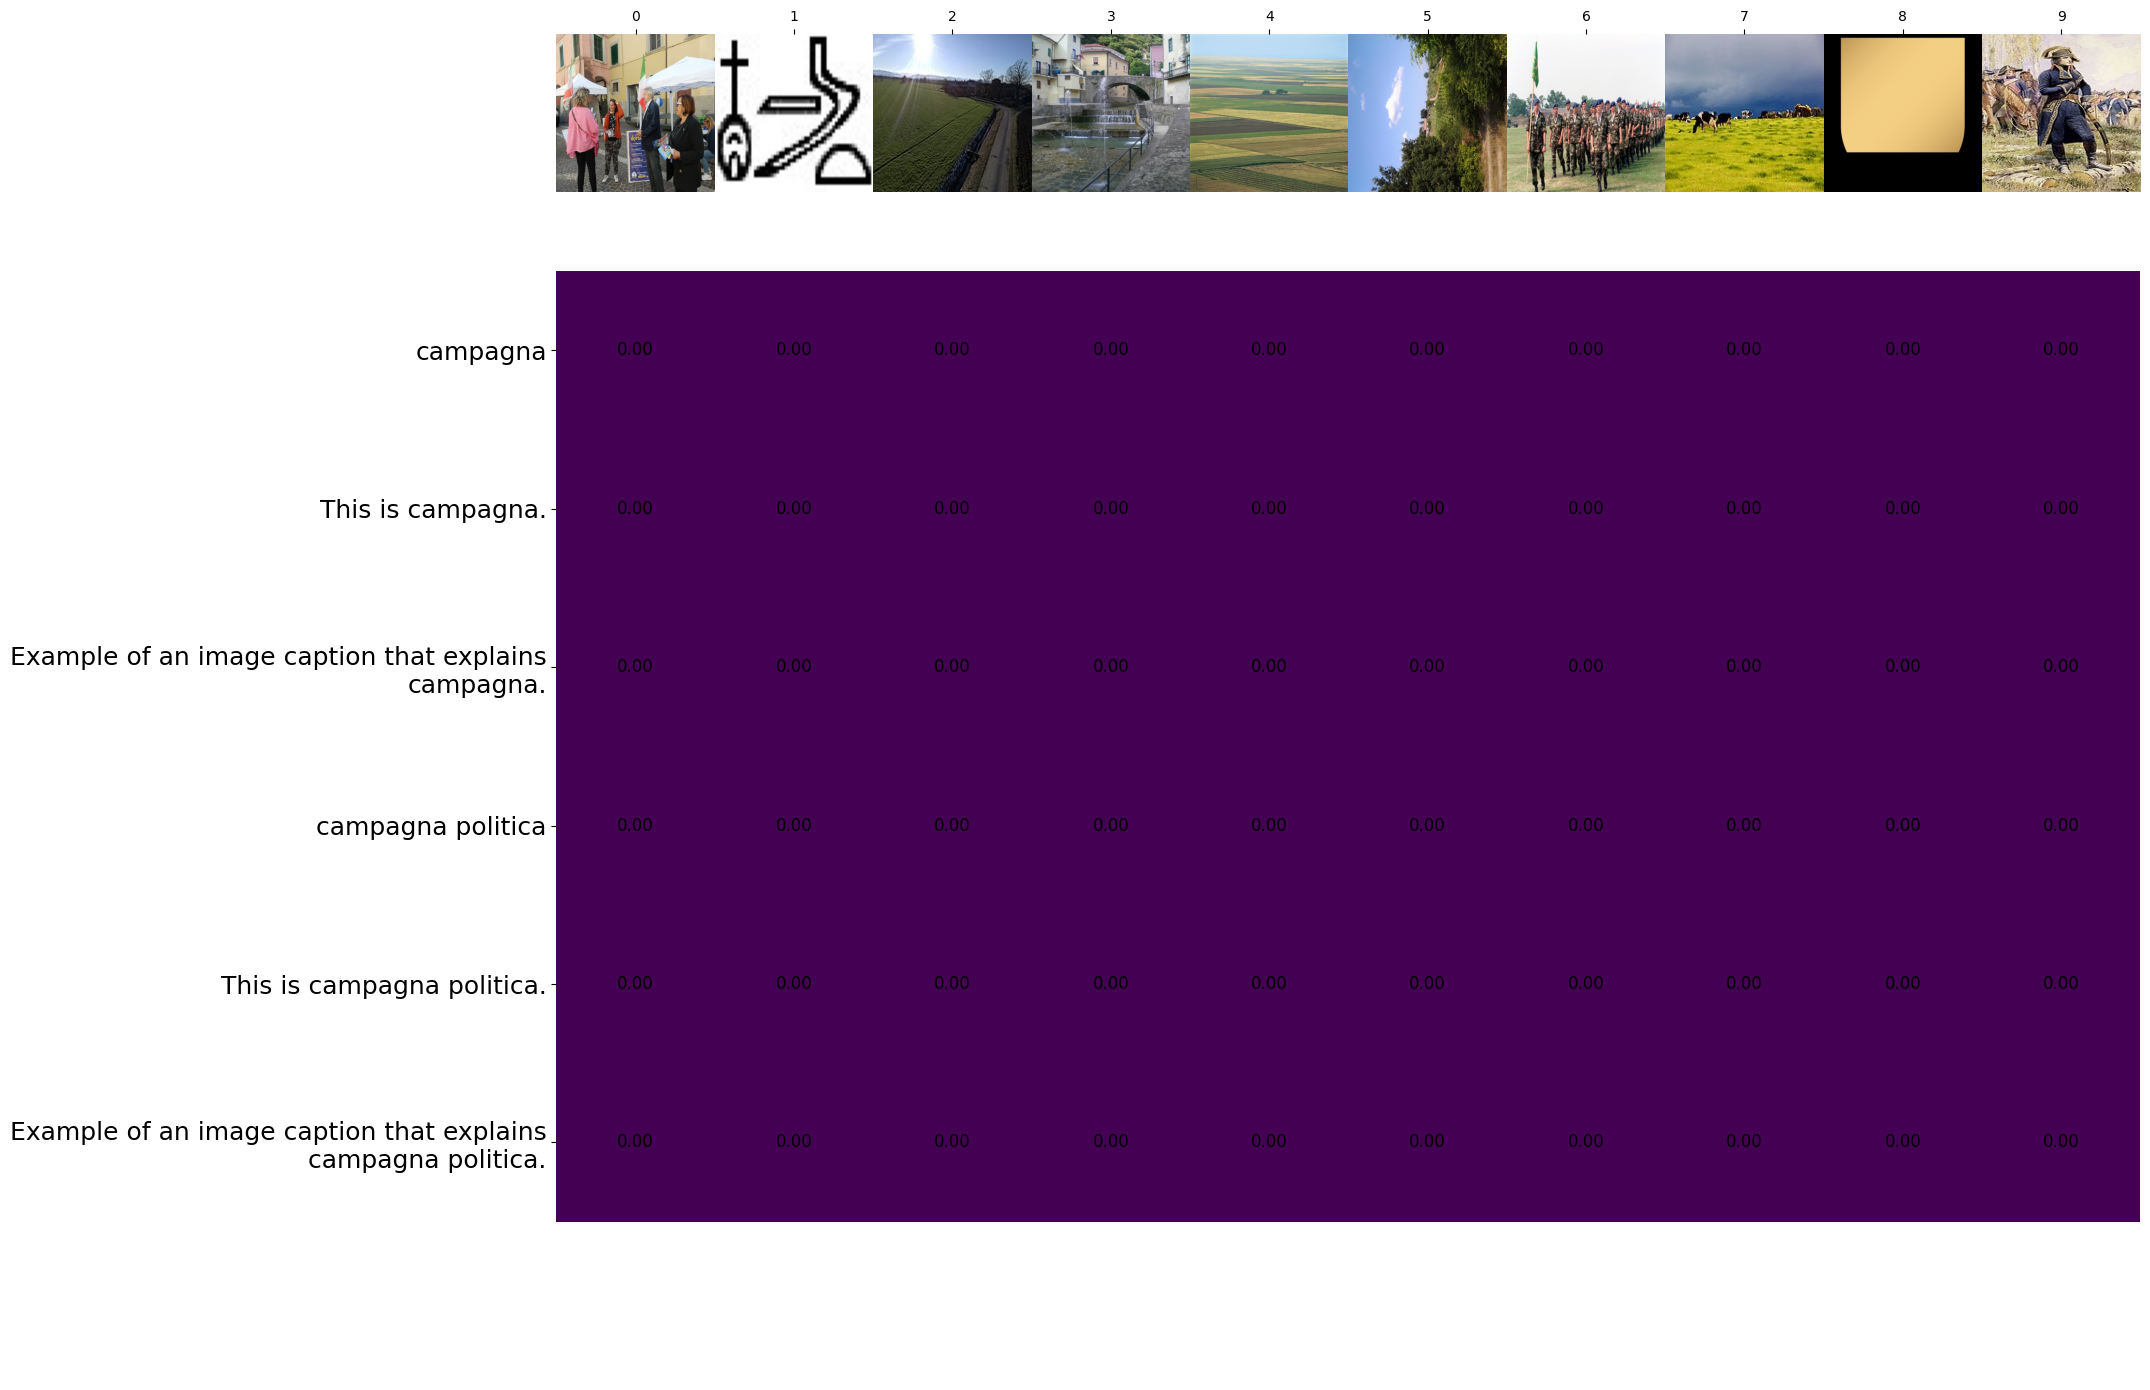 0 1 2 3 4 5 6 7 8 9
campagna 0.00 0.00 0.00 0.00 0.00 0.00 0.00 0.00 0.00 0.00
This is campagna. 0.00 0.00 0.00 0.00 0.00 0.00 0.00 0.00 0.00 0.00
Example of an image caption that explains
campagna. 0.00 0.00 0.00 0.00 0.00 0.00 0.00 0.00 0.00 0.00
campagna politica 0.00 0.00 0.00 0.00 0.00 0.00 0.00 0.00 0.00 0.00
This is campagna politica. 0.00 0.00 0.00 0.00 0.00 0.00 0.00 0.00 0.00 0.00
Example of an image caption that explains
campagna politica. 0.00 0.00 0.00 0.00 0.00 0.00 0.00 0.00 0.00 0.00